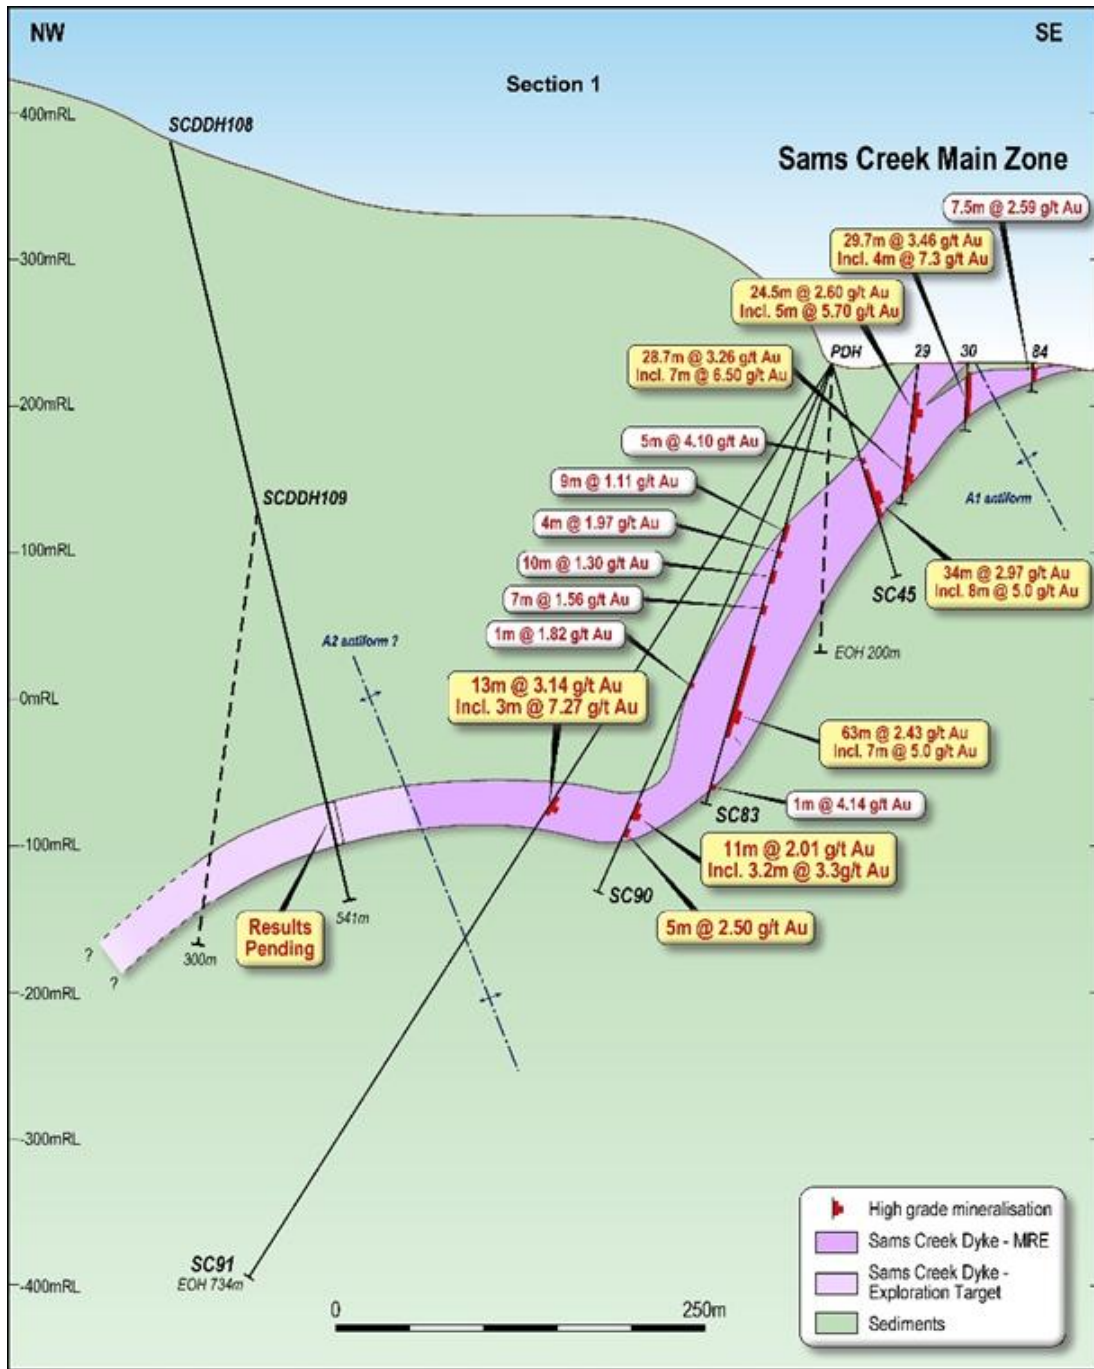 NW
SE
Section 1
400mRL
SCDDH108
Sams Creek Main Zone
7.5m @ 2.59 g/t Au
29.7m @ 3.46 g/t Au
Incl. 4m @ 7.3 g/t Au
300mRL
24.5m @ 2.60 g/t Au
Incl. 5m @ 5.70 g/t Au
28.7m @ 3.26 g/t Au
Incl. 7m @ 6.50 g/t Au
PDH
29
30
84
200mRL
5m @ 4.10 g/t Au
9m @ 1.11 g/t Au
SCDDH109
A1 antiform
4m @ 1.97 g/t Au
100mRL
10m @ 1.30 g/t Au
34m @ 2.97 g/t Au
Incl. 8m @ 5.0 g/t Au
SC45
7m @ 1.56 g/t Au
1m @ 1.82 g/t Au
A2 antiform ?
EOH 200m
0mRL
13m @ 3.14 g/t Au
Incl. 3m @ 7.27 g/t Au
63m @ 2.43 g/t Au
Incl. 7m @ 5.0 g/t Au
1m @ 4.14 g/t Au
SC83
-100mRL
11m @ 2.01 g/t Au
Incl. 3.2m @ 3.3g/t Au
SC90
541m
5m @ 2.50 g/t Au
Results
Pending
?
300m
?
-200mRL
-300mRL
SC91
EOH 734m
-400mRL
0
250m
High grade mineralisation
Sams Creek Dyke - MRE
Sams Creek Dyke -
Exploration Target
Sediments